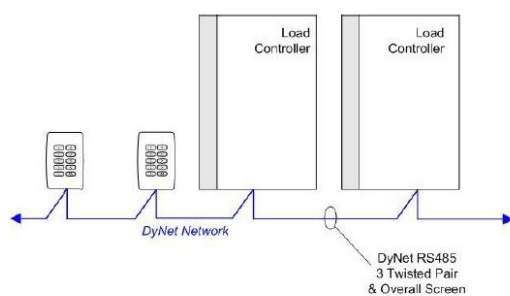 Load
Controller
Load
Controller
DyNet Network
DyNet RS485
3 Twisted Pair
& Overall Screen